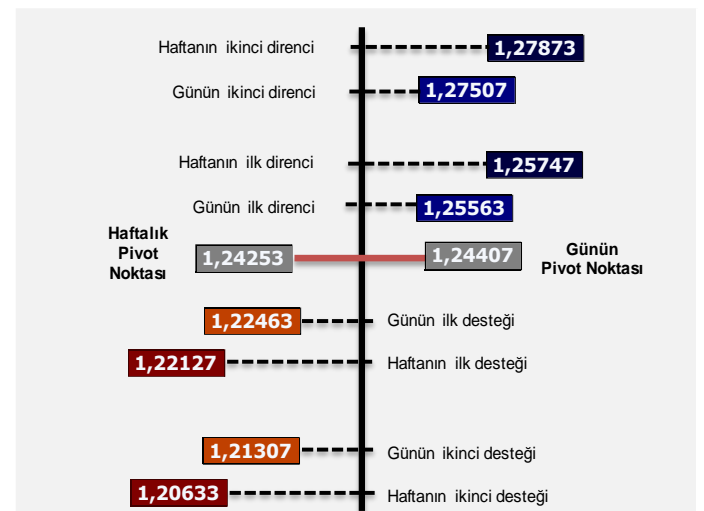 Haftanın ikinci direnci 1,27873
Günün ikinci direnci 1,27507
Haftanın ilk direnci 1,25747
Günün ilk direnci 1,25563
Haftalık
Pivot
Noktası
1,24253
1,24407
Günün
Pivot Noktası
1,22463 Günün ilk desteği
1,22127 Haftanın ilk desteği
1,21307 Günün ikinci desteği
1,20633 Haftanın ikinci desteği